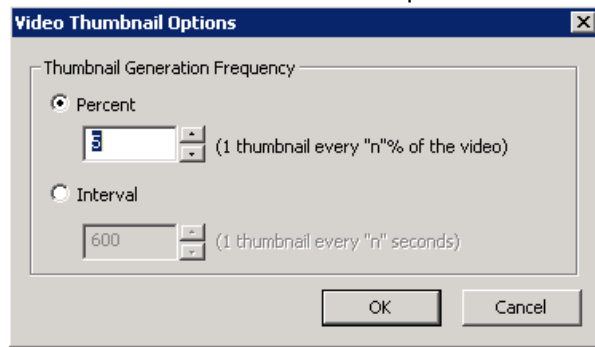 Video Thumbnail Options
Thumbnail Generation Frequency
Percent
5 (1 thumbnail every "n"% of the video)
Interval
600 (1 thumbnail every "n" seconds)
OK Cancel